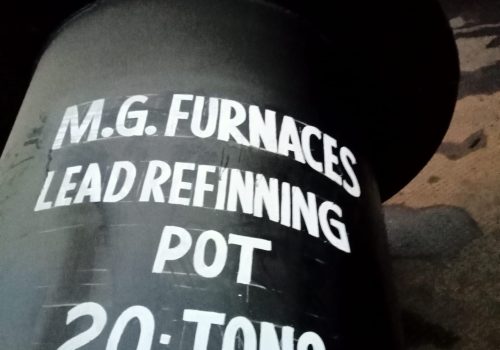 M.G. FURNACES
LEAD REFINNING
POT
20: TONS